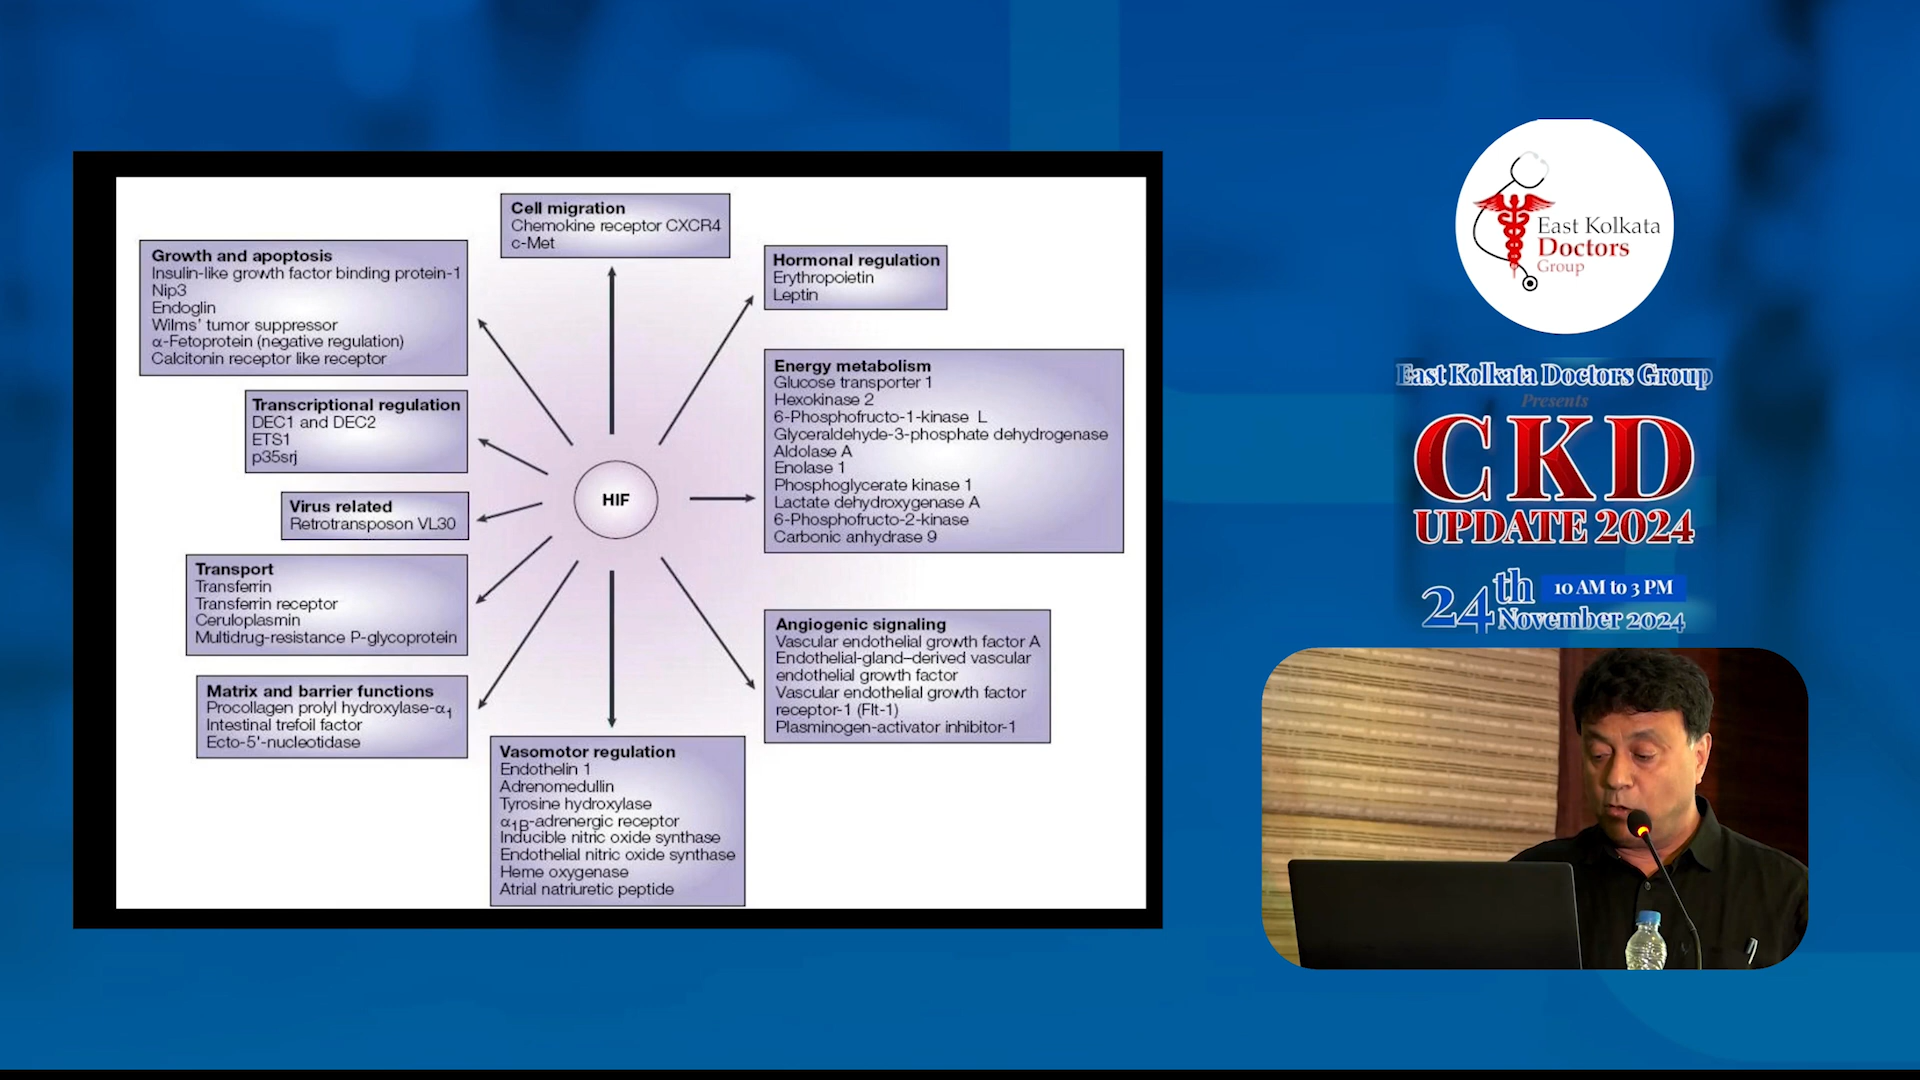 Cell migration
Chemokine receptor CXCR4
c-Met
Growth and apoptosis
Insulin-like growth factor binding protein-1
Nip3
Endoglin
Wilms' tumor suppressor
α-Fetoprotein (negative regulation)
Calcitonin receptor like receptor
Hormonal regulation
Erythropoietin
Leptin
Transcriptional regulation
DEC1 and DEC2
ETS1
p35srj
Energy metabolism
Glucose transporter 1
Hexokinase 2
6-Phosphofructo-1-kinase L
Glyceraldehyde-3-phosphate dehydrogenase
Aldolase A
Enolase 1
Phosphoglycerate kinase 1
Lactate dehydroxygenase A
6-Phosphofructo-2-kinase
Carbonic anhydrase 9
HIF
Virus related
Retrotransposon VL30
Transport
Transferrin
Transferrin receptor
Ceruloplasmin
Multidrug-resistance P-glycoprotein
Angiogenic signaling
Vascular endothelial growth factor A
Endothelial-gland–derived vascular
endothelial growth factor
Vascular endothelial growth factor
receptor-1 (Flt-1)
Plasminogen-activator inhibitor-1
Matrix and barrier functions
Procollagen prolyl hydroxylase-α1
Intestinal trefoil factor
Ecto-5'-nucleotidase
Vasomotor regulation
Endothelin 1
Adrenomedullin
Tyrosine hydroxylase
α1B-adrenergic receptor
Inducible nitric oxide synthase
Endothelial nitric oxide synthase
Heme oxygenase
Atrial natriuretic peptide
East Kolkata
Doctors
Group
East Kolkata Doctors Group
Presents
CKD
UPDATE 2024
24th November 2024
10 AM to 3 PM